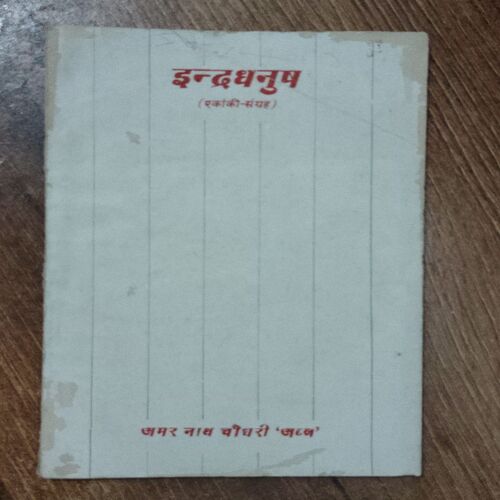 इन्द्रधनुष
(एकांकी-संग्रह)
अमर नाथ चौधरी 'अब्ज'